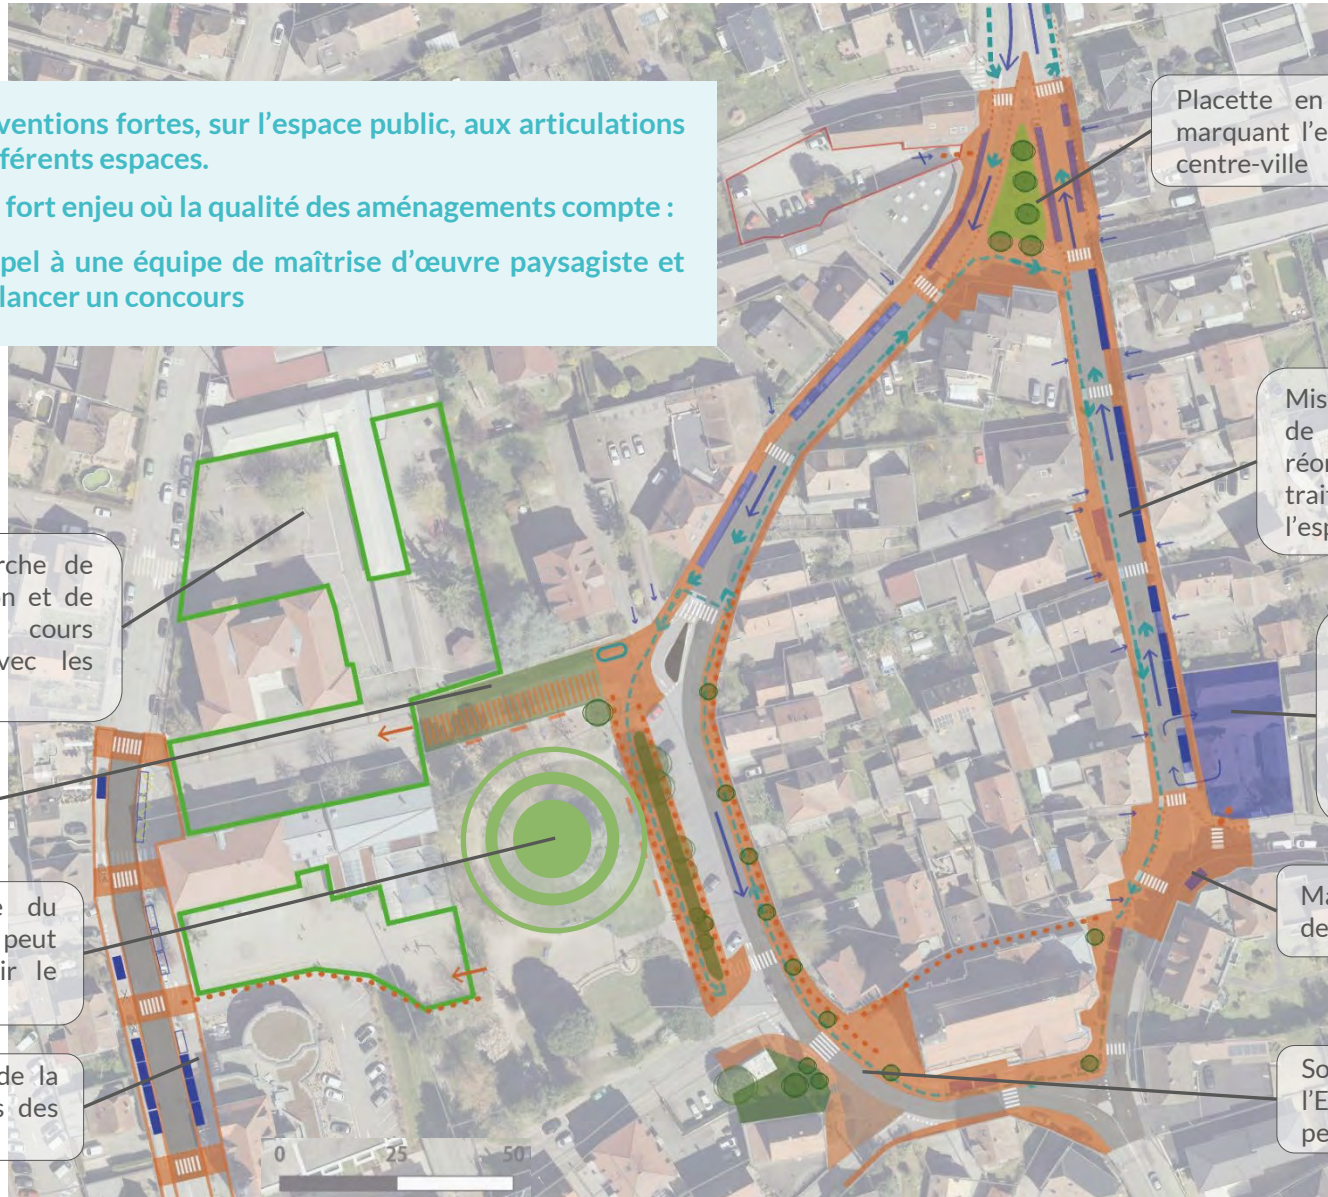 ventions fortes, sur l’espace public, aux articulations
férents espaces.
fort enjeu où la qualité des aménagements compte :
pel à une équipe de maîtrise d’œuvre paysagiste et
lancer un concours
Placette en
marquant l’e
centre-ville
Mis
de
réor
trait
l’esp
rche de
on et de
cours
vec les
e du
peut
ir le
Ma
de
de la
s des
So
l’E
pe
0 25 50